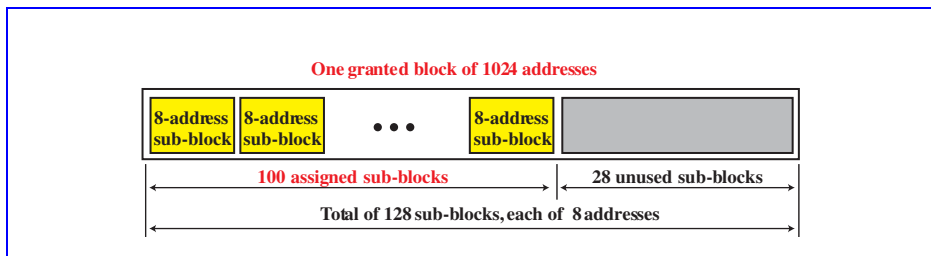 One granted block of 1024 addresses
8-address 8-address 8-address
sub-block sub-block • • • sub-block
100 assigned sub-blocks 28 unused sub-blocks
Total of 128 sub-blocks, each of 8 addresses